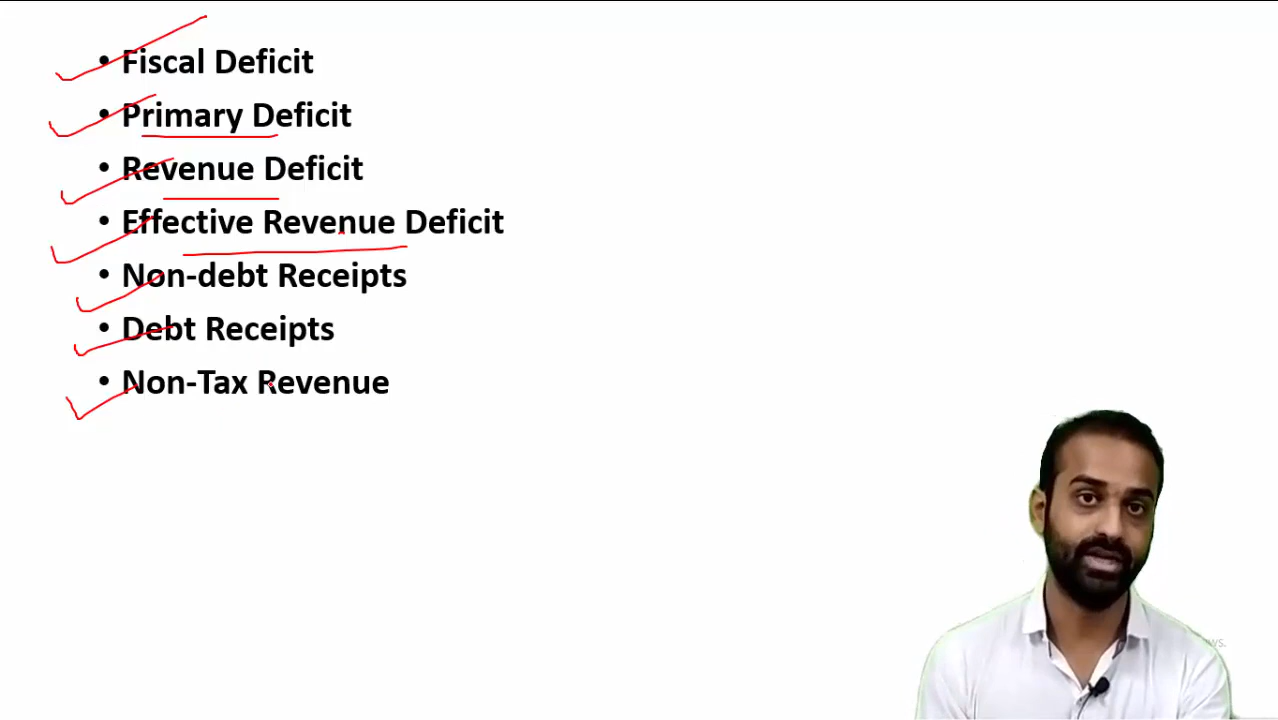 • Fiscal Deficit
• Primary Deficit
• Revenue Deficit
• Effective Revenue Deficit
• Non-debt Receipts
• Debt Receipts
• Non-Tax Revenue